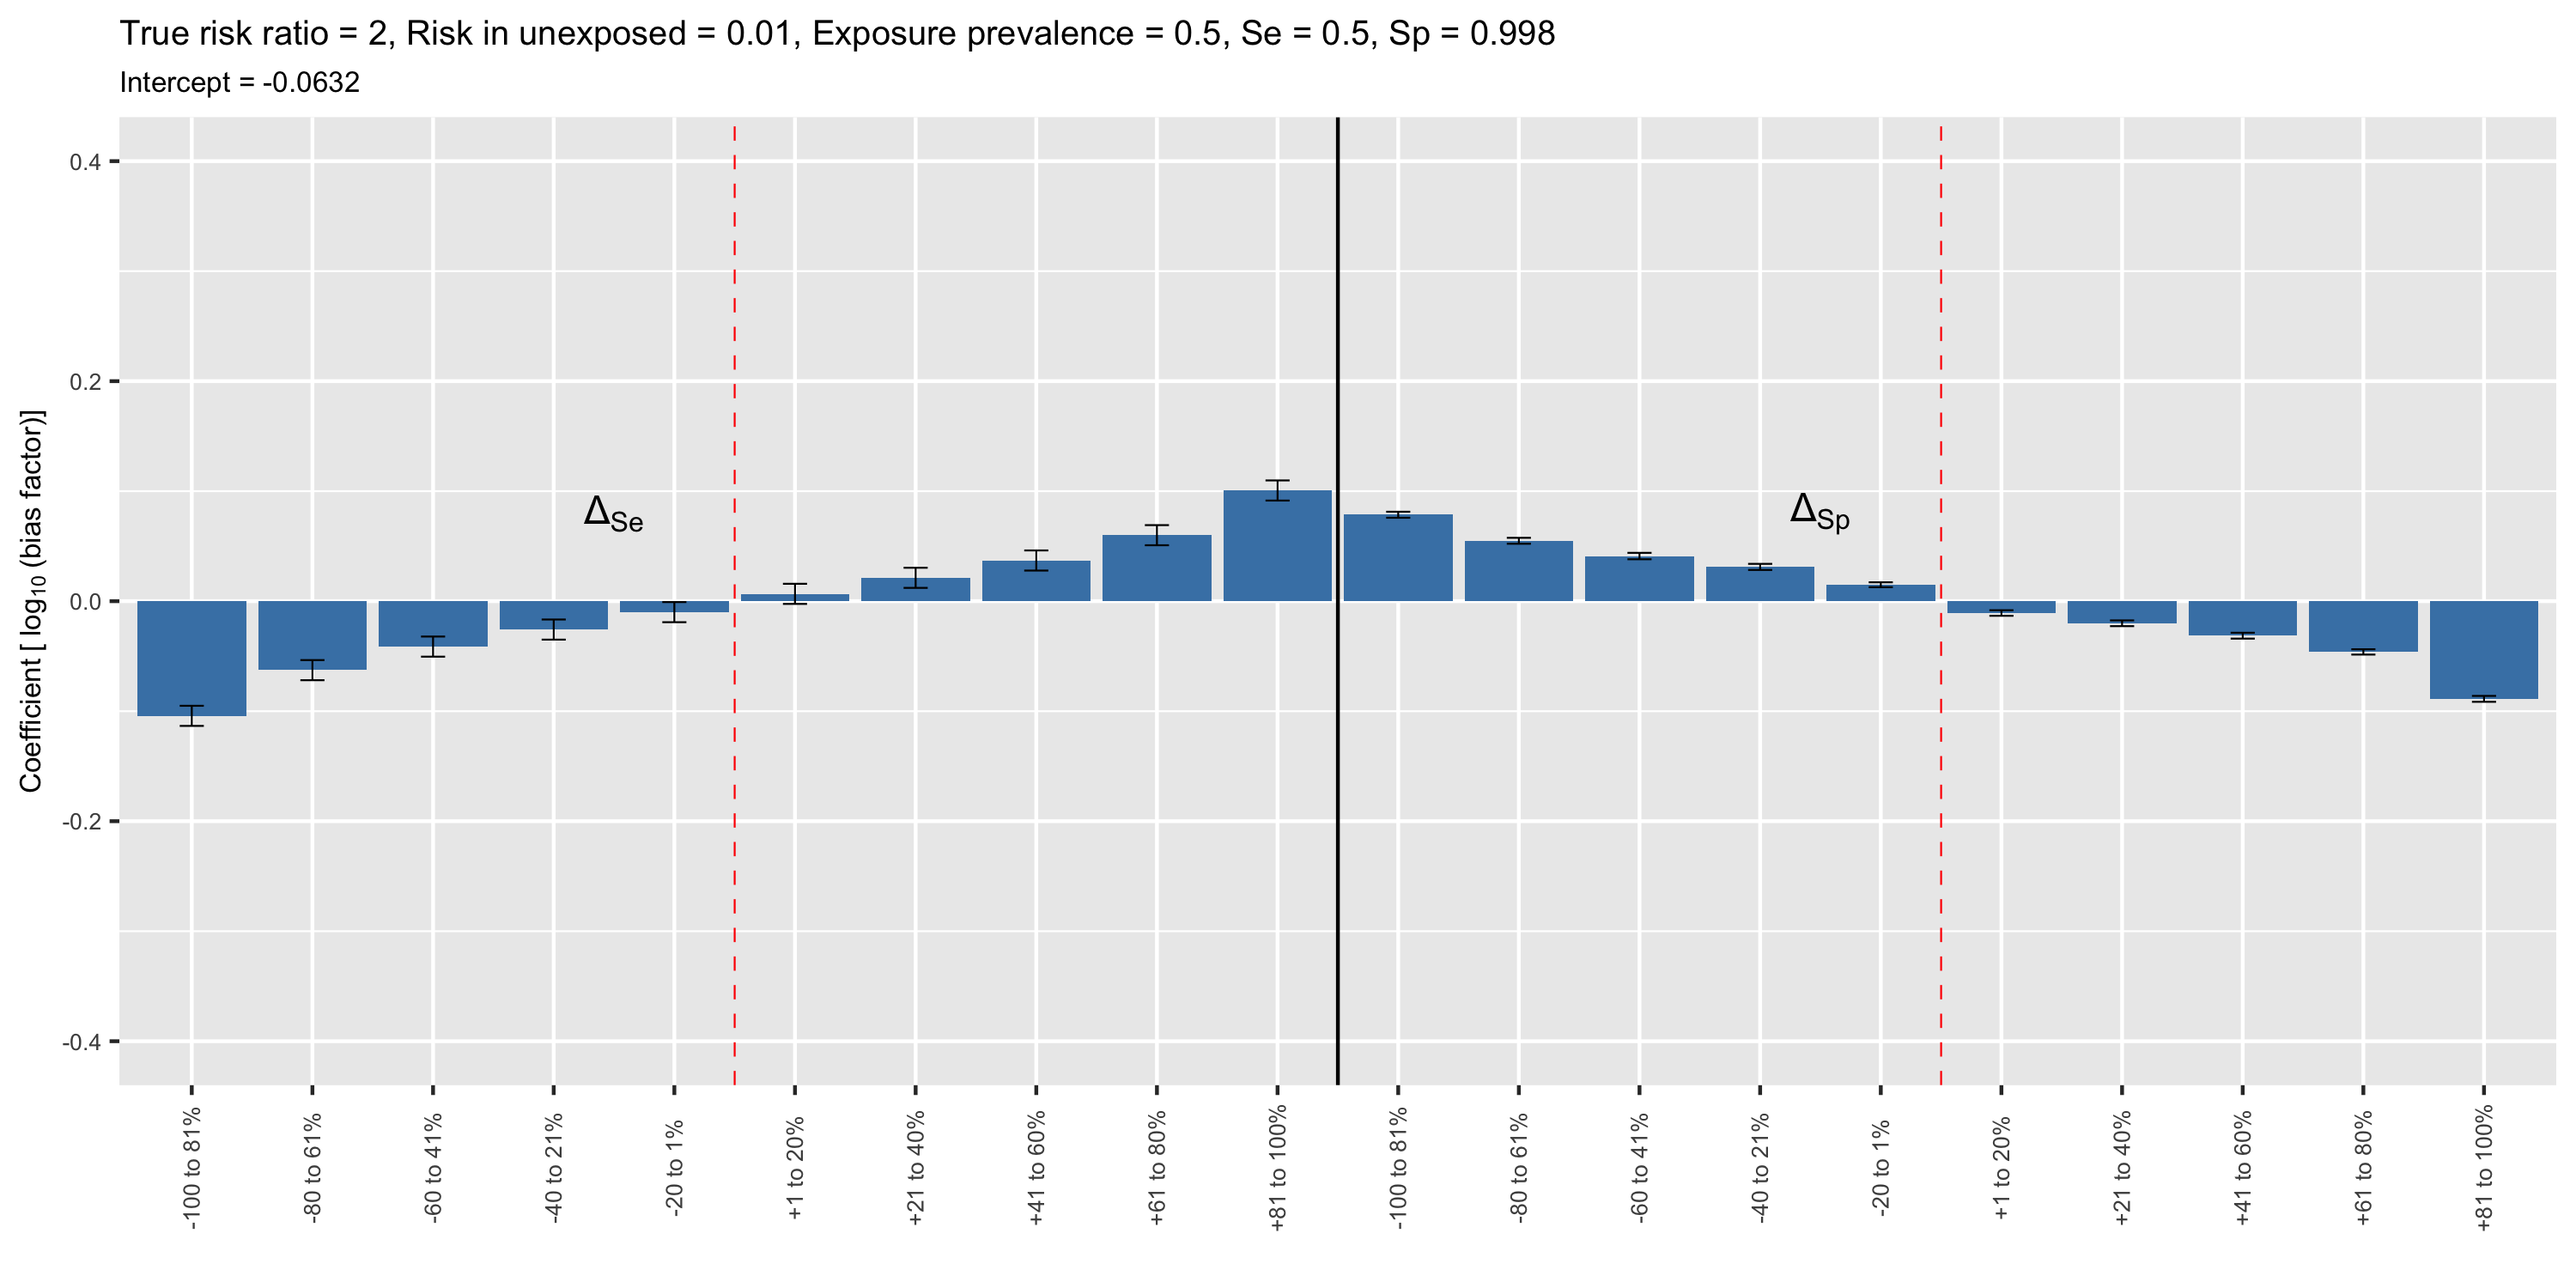 True risk ratio = 2, Risk in unexposed = 0.01, Exposure prevalence = 0.5, Se = 0.5, Sp = 0.998
Intercept = -0.0632
Coefficient [ log10 (bias factor)]
0.4
0.2
0.0
-0.2
-0.4
ΔSe
ΔSp
-100 to 81%
-80 to 61%
-60 to 41%
-40 to 21%
-20 to 1%
+1 to 20%
+21 to 40%
+41 to 60%
+61 to 80%
+81 to 100%
-100 to 81%
-80 to 61%
-60 to 41%
-40 to 21%
-20 to 1%
+1 to 20%
+21 to 40%
+41 to 60%
+61 to 80%
+81 to 100%